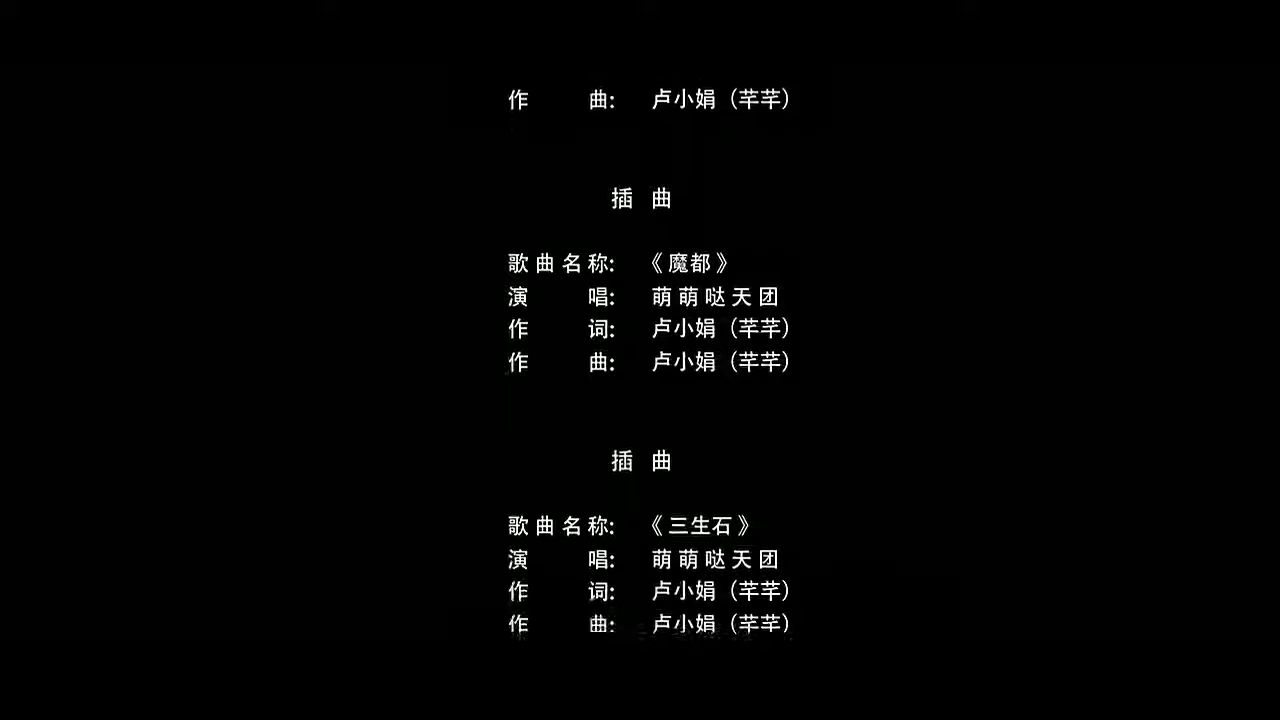 作 曲: 卢小娟（芊芊）
插 曲
歌曲名称: 《魔都》
演 唱: 萌萌哒天团
作 词: 卢小娟（芊芊）
作 曲: 卢小娟（芊芊）
插 曲
歌曲名称: 《三生石》
演 唱: 萌萌哒天团
作 词: 卢小娟（芊芊）
作 曲: 卢小娟（芊芊）